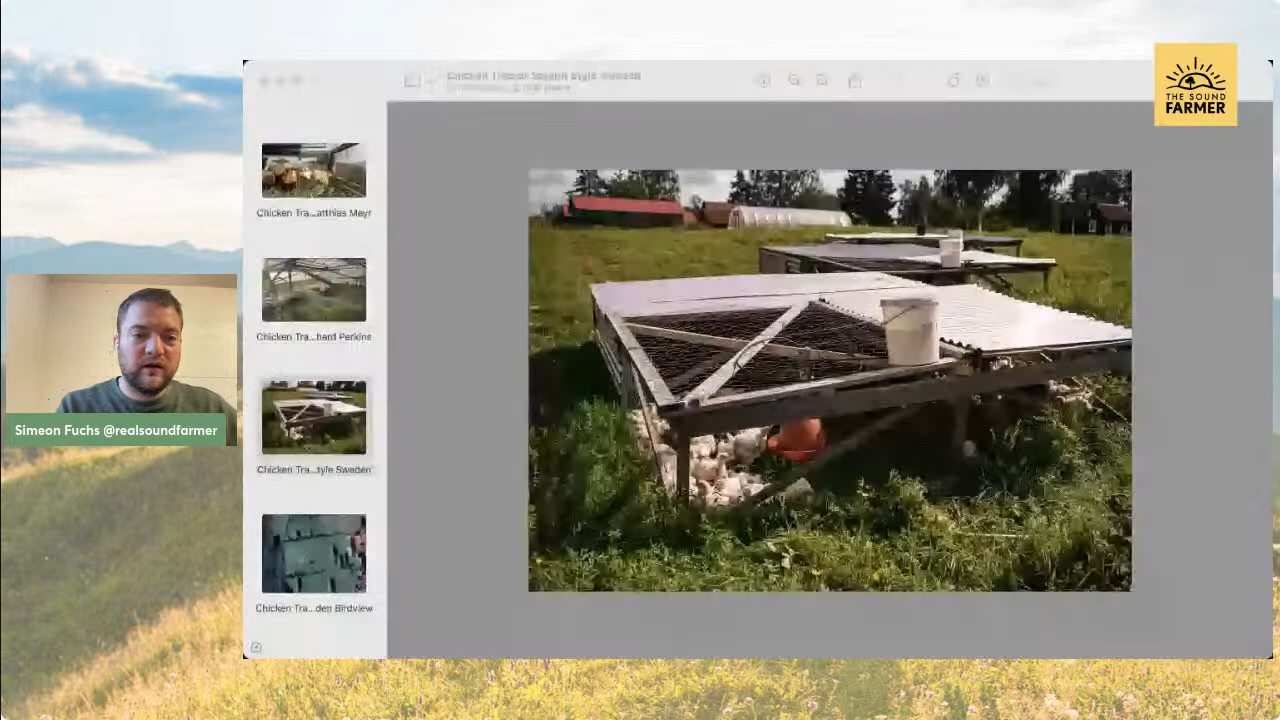 THE SOUND
FARMER
Chicken Tra...atthias Meyr
Chicken Tra...hard Perkins
Simeon Fuchs @realsoundfarmer
Chicken Tra...tyle Sweden
Chicken Tra...den Birdview